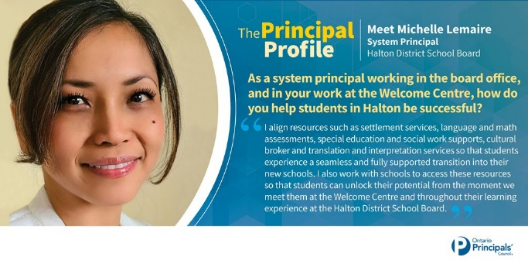 The Principal
Profile
Meet Michelle Lemaire
System Principal
Halton District School Board
As a system principal working in the board office,
and in your work at the Welcome Centre, how do
you help students in Halton be successful?
“ I align resources such as settlement services, language and math
assessments, special education and social work supports, cultural
broker and translation and interpretation services so that students
experience a seamless and fully supported transition into their
new schools. I also work with schools to access these resources
so that students can unlock their potential from the moment we
meet them at the Welcome Centre and throughout their learning
experience at the Halton District School Board. ”
Ontario
Principals'
Council